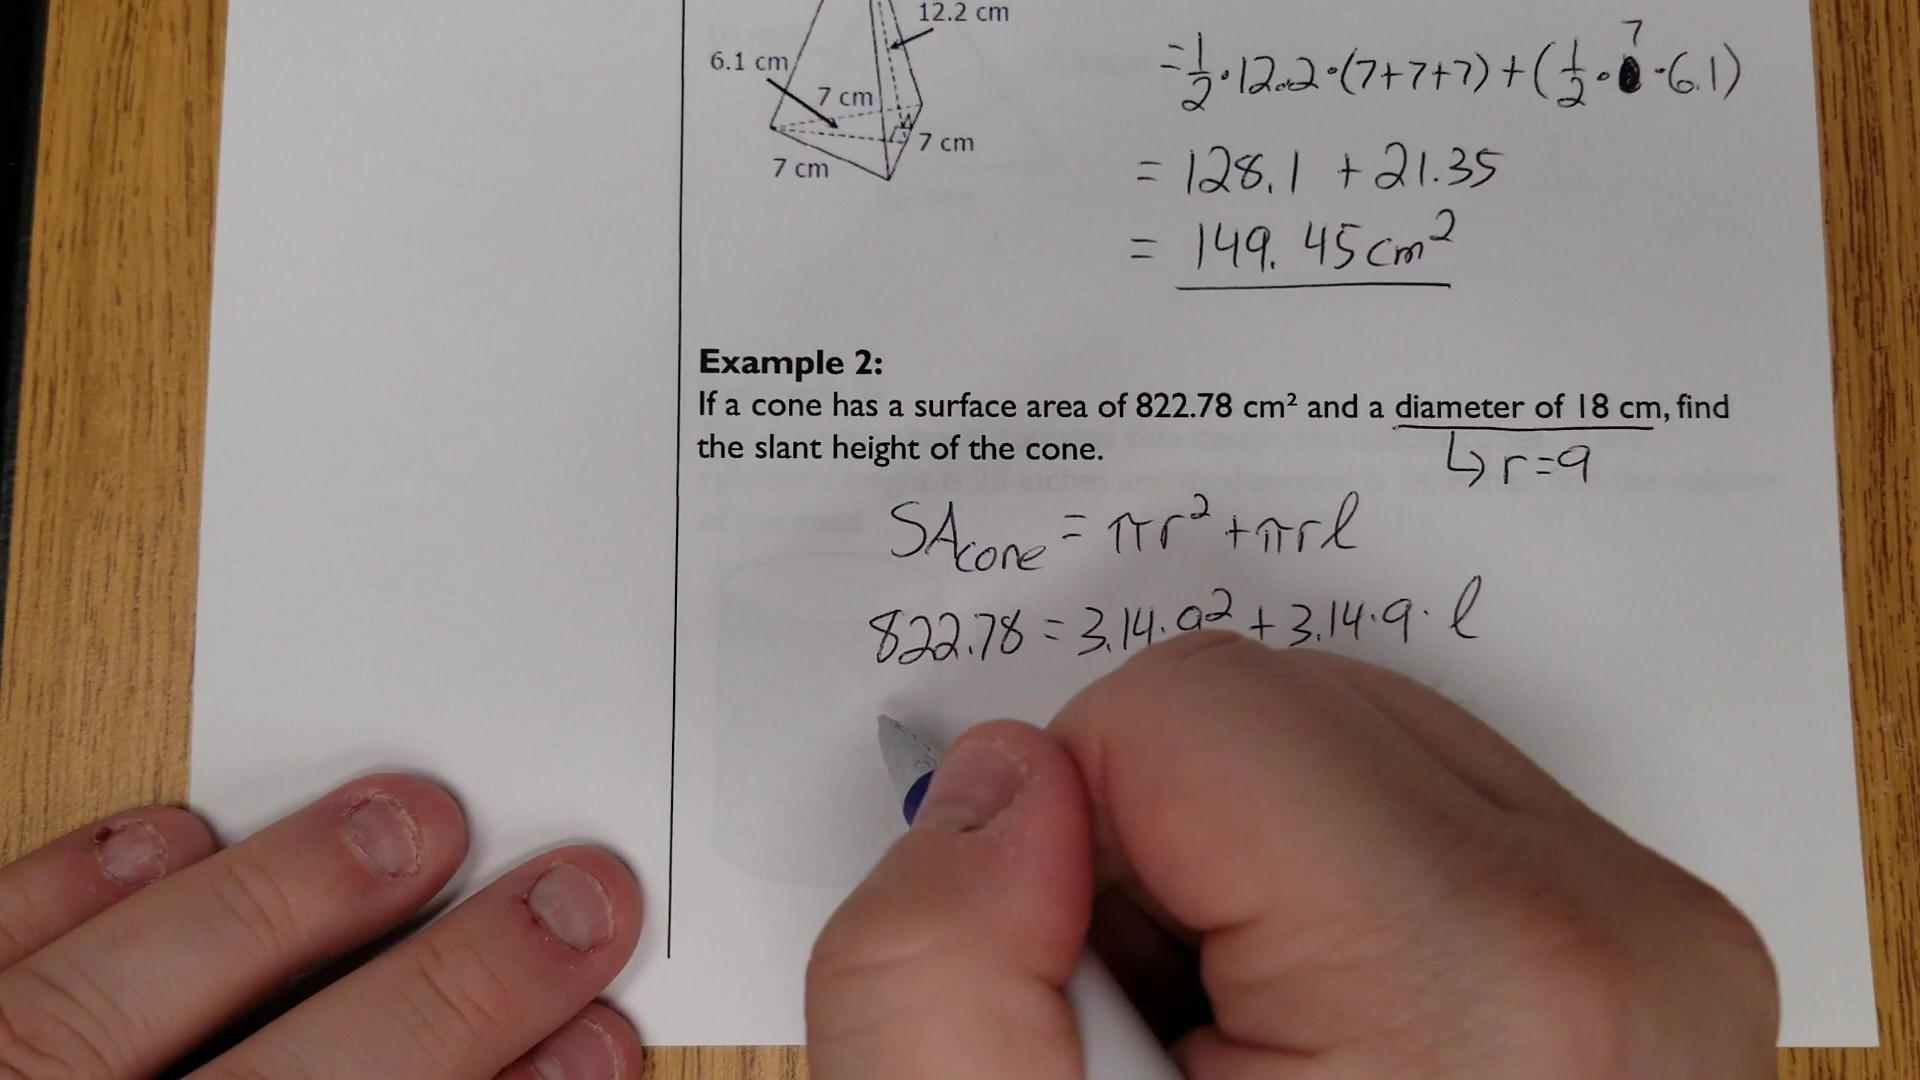 12.2 cm
6.1 cm
7 cm
7 cm
7 cm
= 1/2 · 12.2 · (7+7+7) + (1/2 · 7 · 6.1)
= 128.1 + 21.35
= 149.45 cm²
Example 2:
If a cone has a surface area of 822.78 cm² and a diameter of 18 cm, find
the slant height of the cone.
↳ r=9
SAcone = πr² + πrl
822.78 = 3.14·9² + 3.14·9·l